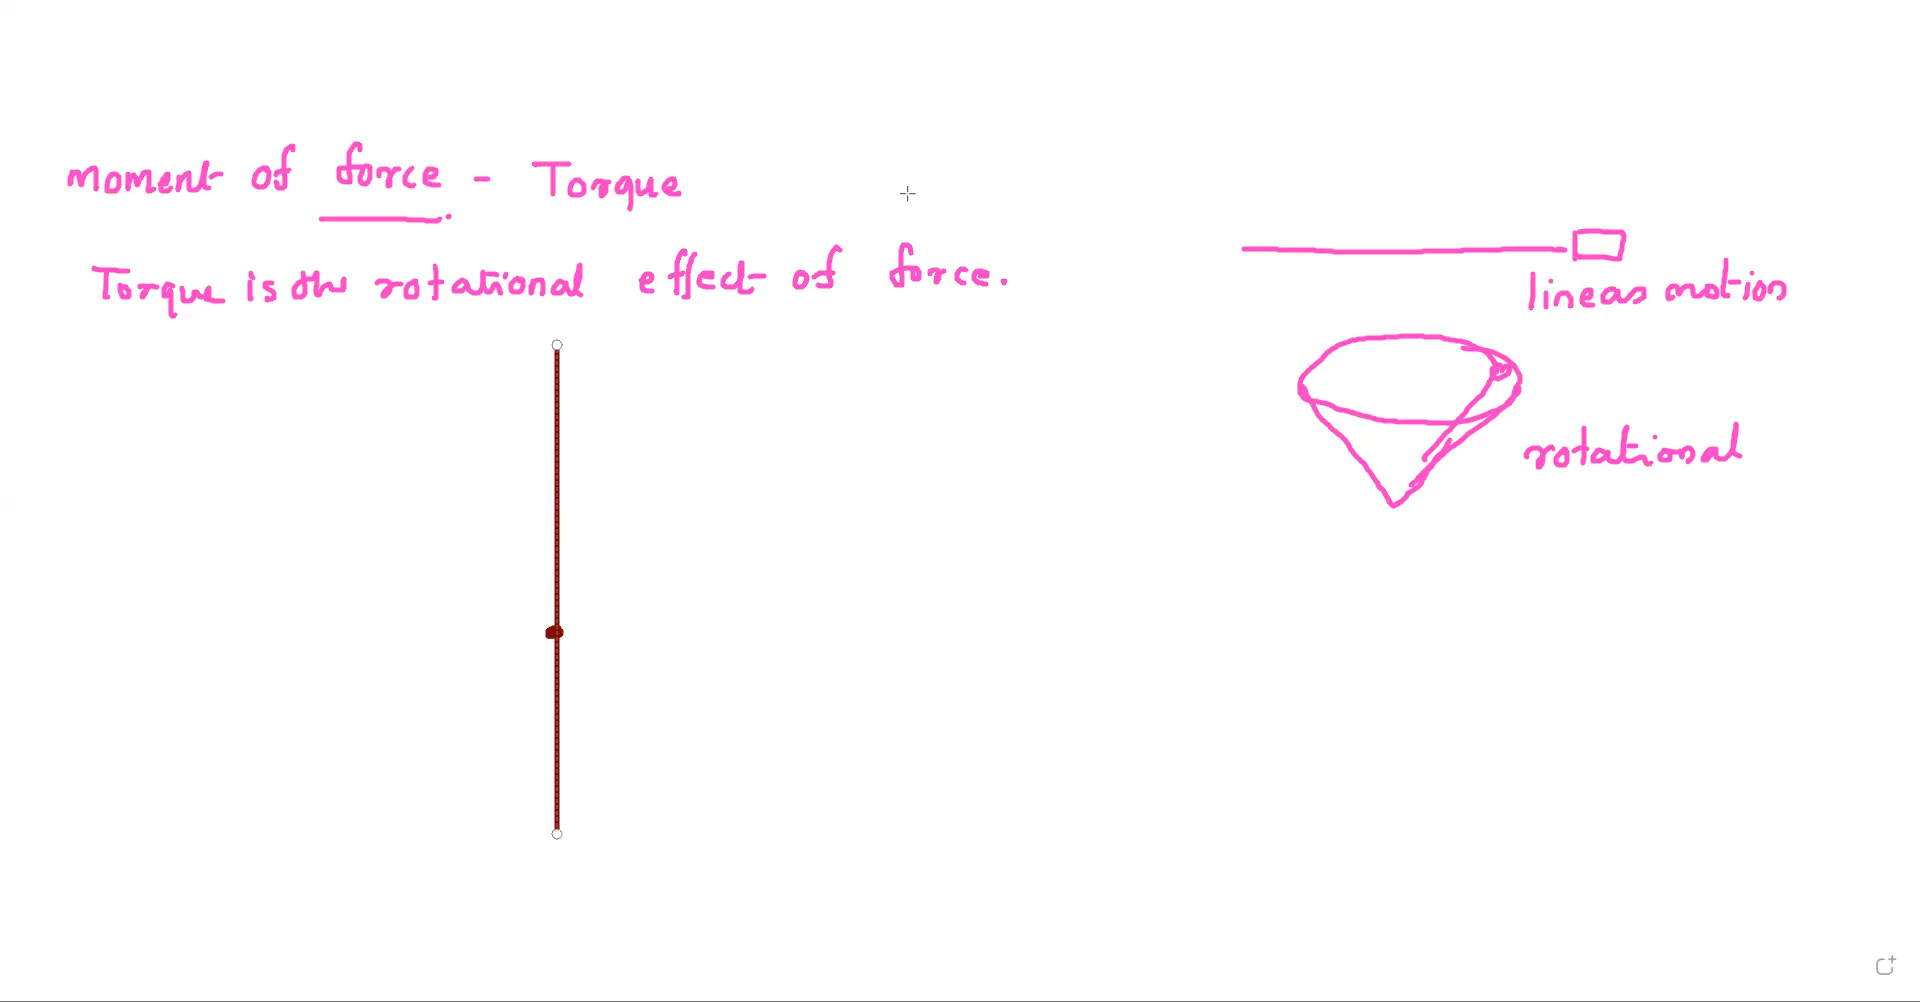 moment of force - Torque
Torque is the rotational effect of force.
linear motion
rotational